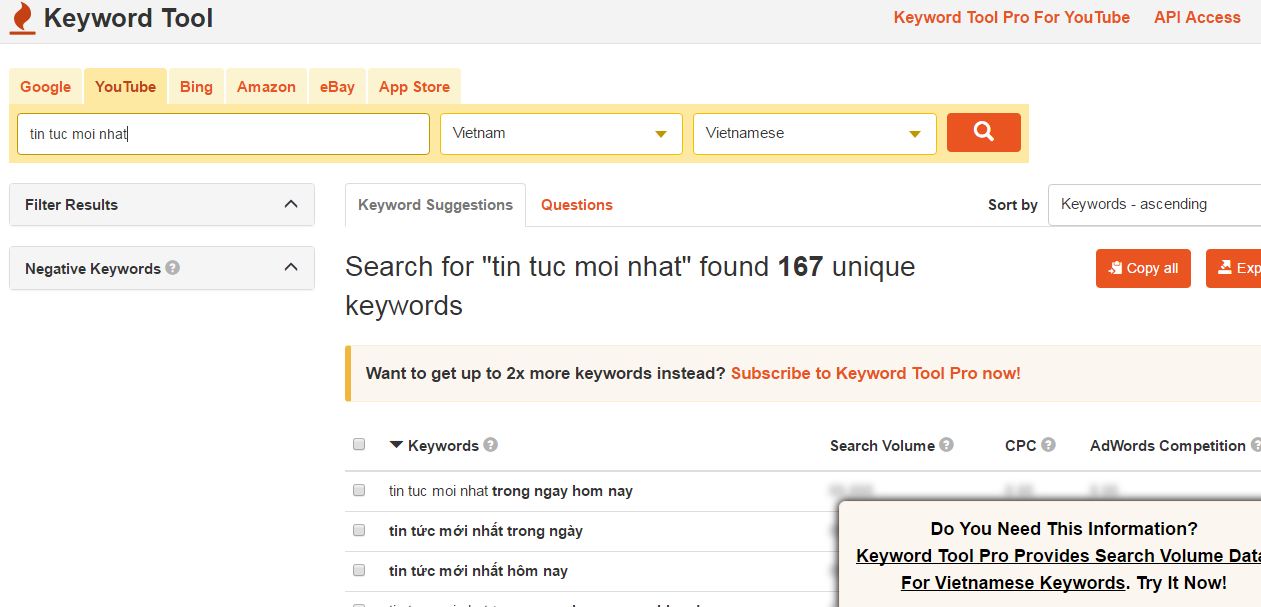 Keyword Tool
Keyword Tool Pro For YouTube
API Access
Google
YouTube
Bing
Amazon
eBay
App Store
tin tuc moi nhat
Vietnam
Vietnamese
Filter Results
Negative Keywords ?
Keyword Suggestions
Questions
Sort by
Keywords - ascending
Search for "tin tuc moi nhat" found 167 unique
keywords
Copy all
Exp
Want to get up to 2x more keywords instead? Subscribe to Keyword Tool Pro now!
Keywords ?
Search Volume ?
CPC ?
AdWords Competition ?
tin tuc moi nhat trong ngay hom nay
tin tức mới nhất trong ngày
tin tức mới nhất hôm nay
Do You Need This Information?
Keyword Tool Pro Provides Search Volume Data
For Vietnamese Keywords. Try It Now!